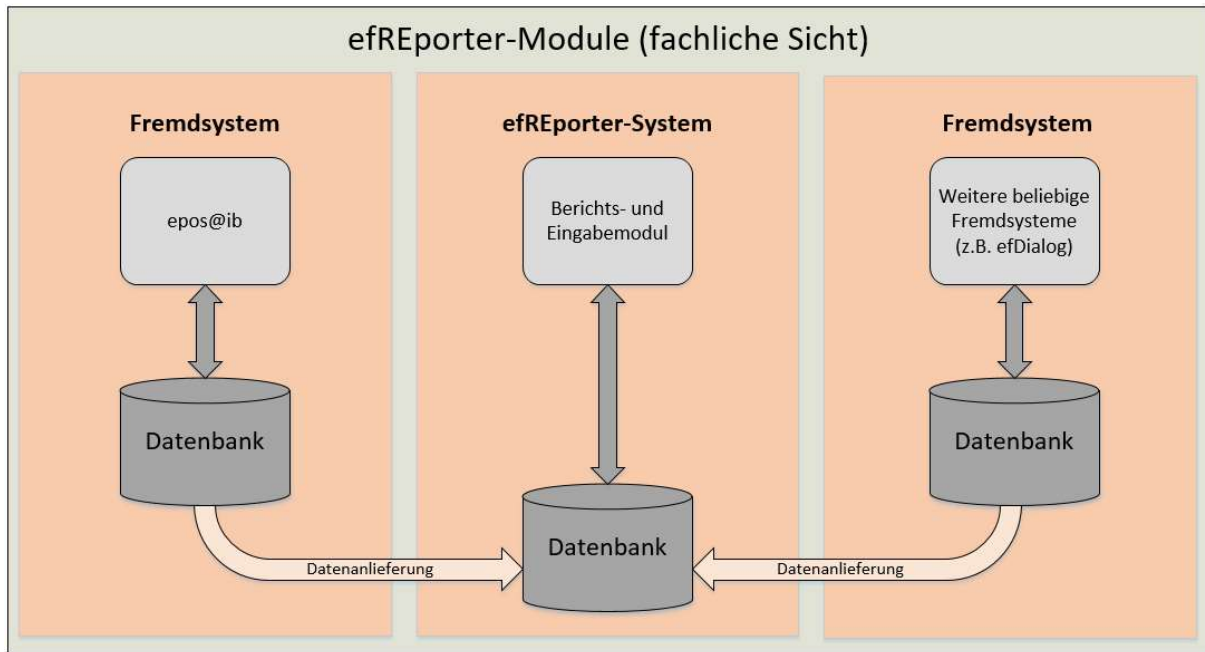 efREporter-Module (fachliche Sicht)
Fremdsystem
epos@ib
Datenbank
Datenanlieferung
efREporter-System
Berichts- und
Eingabemodul
Datenbank
Fremdsystem
Weitere beliebige
Fremdsysteme
(z.B. efDialog)
Datenbank
Datenanlieferung